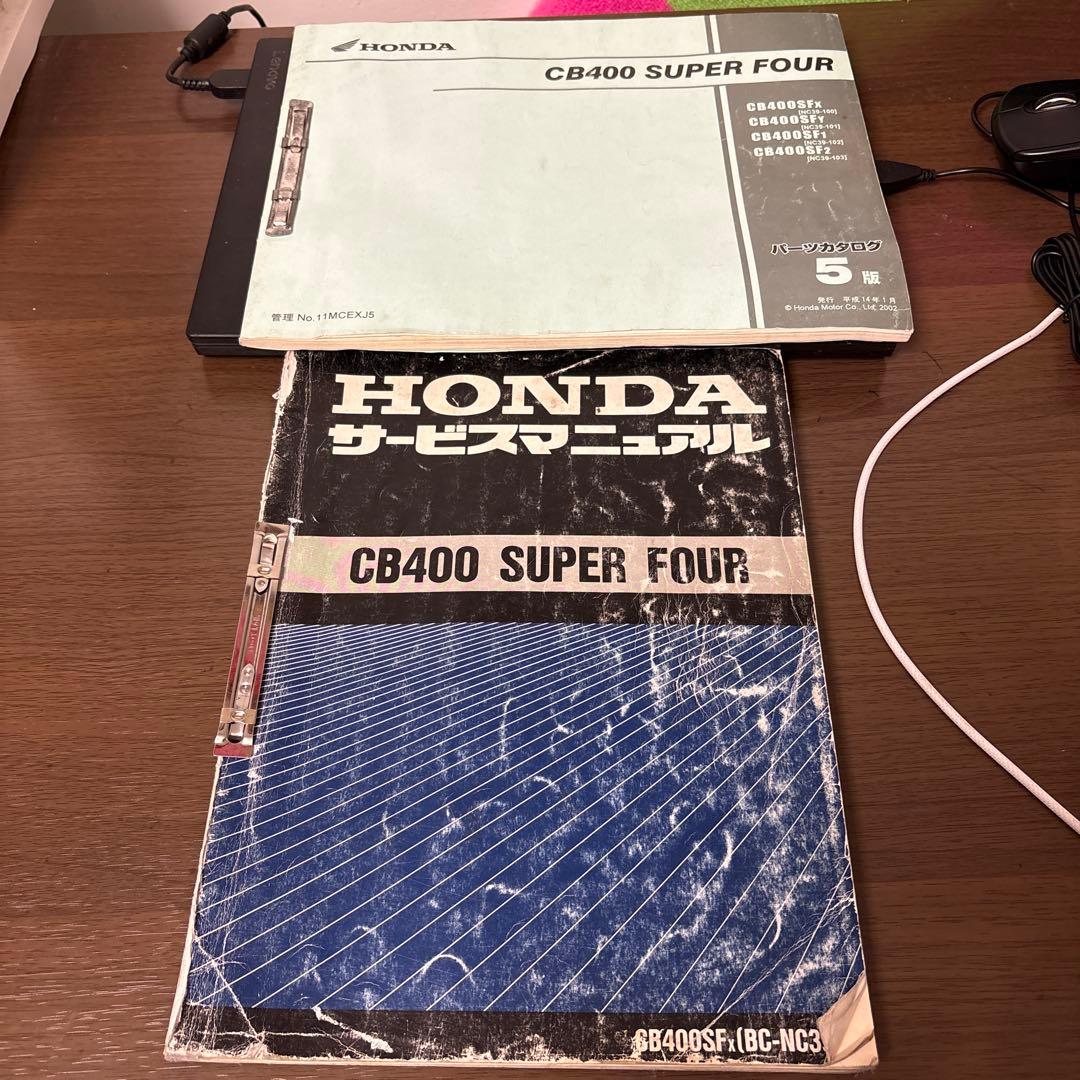 Lenovo
HONDA
CB400 SUPER FOUR
CB400SFX
[NC39-100]
CB400SFY
[NC39-101]
CB400SF1
[NC39-102]
CB400SF2
[NC39-103]
パーツカタログ
5版
発行 平成14年1月
© Honda Motor Co., Ltd, 2002
管理 No.11MCEXJ5
HONDA
サービスマニュアル
CB400 SUPER FOUR
CB400SFX(BC-NC3